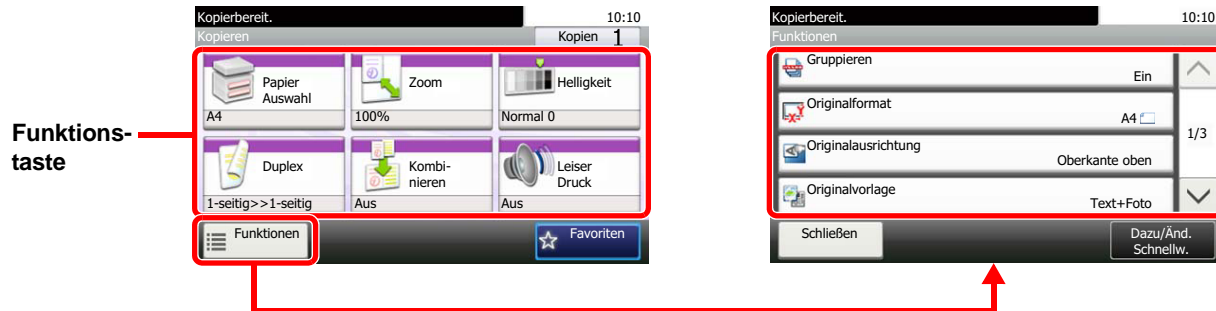 Funktions-
taste
Kopierbereit.
10:10
Kopieren
Kopien 1
Papier
Auswahl
A4
Zoom
100%
Helligkeit
Normal 0
Duplex
1-seitig>>1-seitig
Kombi-
nieren
Aus
Leiser
Druck
Aus
Funktionen
Favoriten
Kopierbereit.
10:10
Funktionen
Gruppieren
Ein
Originalformat
A4
Originalausrichtung
Oberkante oben
Originalvorlage
Text+Foto
1/3
Schließen
Dazu/Änd.
Schnellw.